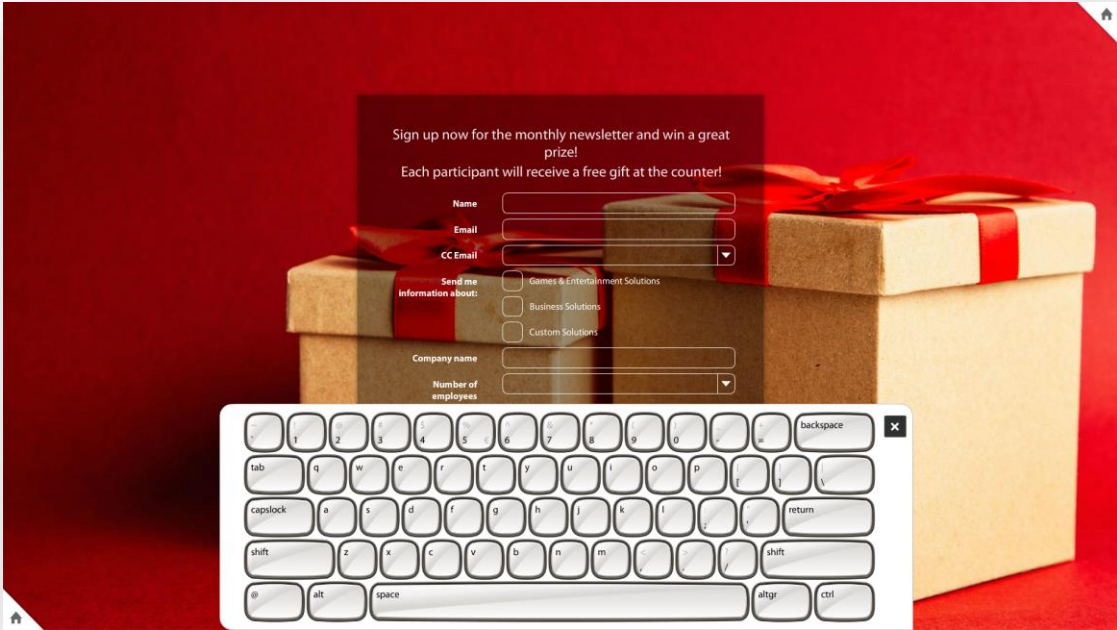 Sign up now for the monthly newsletter and win a great
prize!
Each participant will receive a free gift at the counter!
Name
Email
CC Email
Send me
information about:
Games & Entertainment Solutions
Business Solutions
Custom Solutions
Company name
Number of
employees
~ ! @ # $ % ^ & * ( ) _ +
` 1 2 3 4 5 € 6 7 8 9 0 - = backspace
tab q w e r t y u i o p [ ] \
capslock a s d f g h j k l ; ' return
shift z x c v b n m < , > . ? / shift
@ alt space altgr ctrl